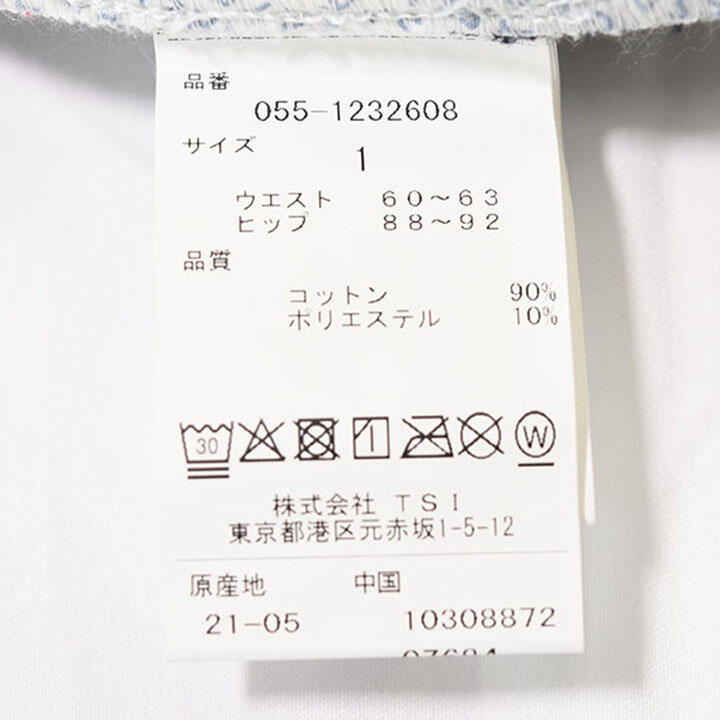 品番
055-1232608
サイズ
1
ウエスト 60～63
ヒップ 88～92
品質
コットン 90%
ポリエステル 10%
30 W
株式会社 TSI
東京都港区元赤坂1-5-12
原産地 中国
21-05 10308872